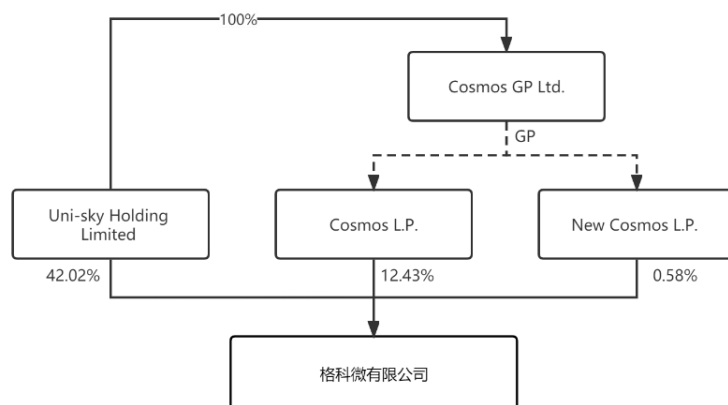 100%
Cosmos GP Ltd.
GP
Uni-sky Holding
Limited
Cosmos L.P.
New Cosmos L.P.
42.02%
12.43%
0.58%
格科微有限公司